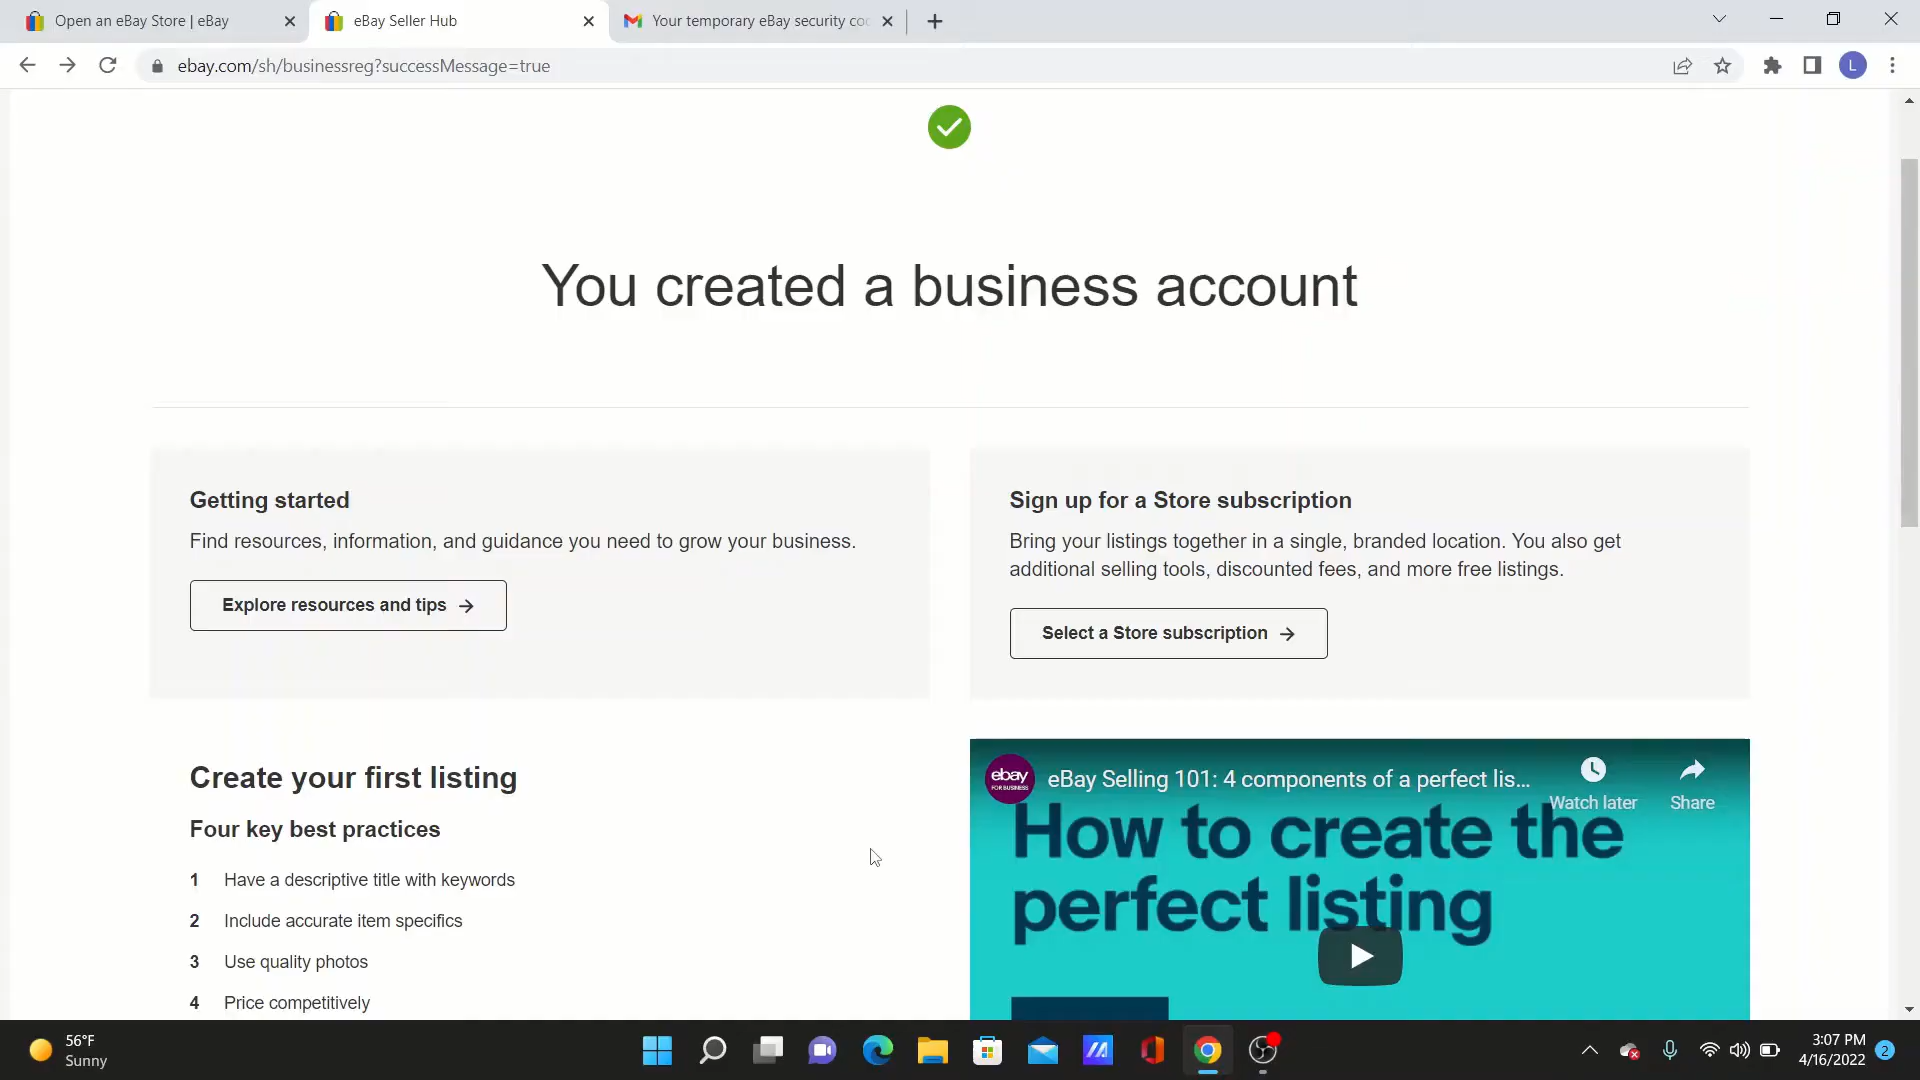 Open an eBay Store | eBay
eBay Seller Hub
Your temporary eBay security co
ebay.com/sh/businessreg?successMessage=true
L
You created a business account
Getting started
Find resources, information, and guidance you need to grow your business.
Explore resources and tips
Sign up for a Store subscription
Bring your listings together in a single, branded location. You also get
additional selling tools, discounted fees, and more free listings.
Select a Store subscription
Create your first listing
Four key best practices
1 Have a descriptive title with keywords
2 Include accurate item specifics
3 Use quality photos
4 Price competitively
ebay
FOR BUSINESS
eBay Selling 101: 4 components of a perfect lis...
Watch later
Share
How to create the
perfect listing
56°F
Sunny
3:07 PM
4/16/2022
2